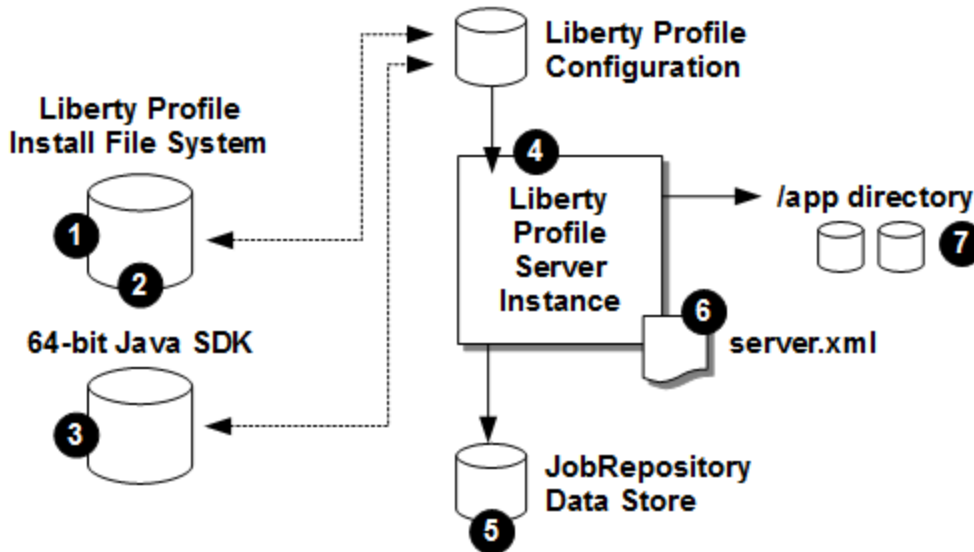 Liberty Profile
Configuration
Liberty Profile
Install File System
1
2
4
Liberty
Profile
Server
Instance
/app directory
7
64-bit Java SDK
3
6
server.xml
JobRepository
Data Store
5